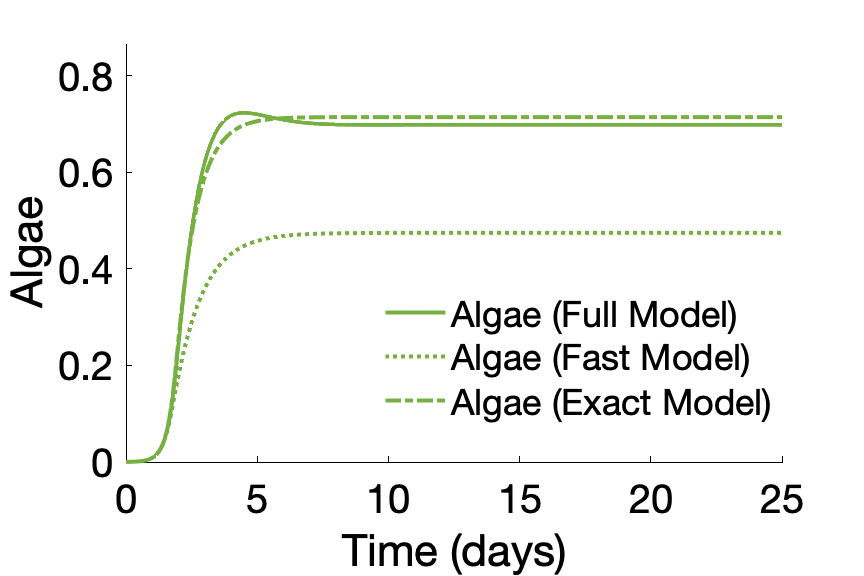 0.8
0.6
0.4
0.2
0
Algae
Algae (Full Model)
Algae (Fast Model)
Algae (Exact Model)
0 5 10 15 20 25
Time (days)